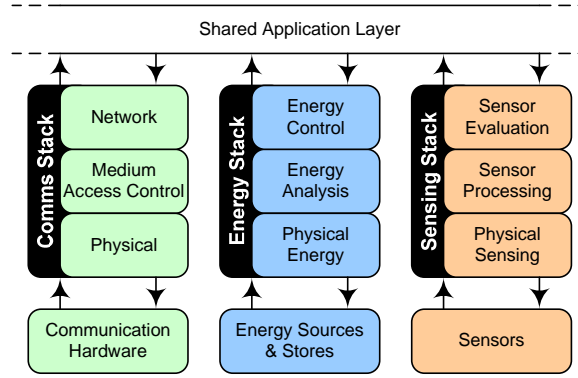 Shared Application Layer
Comms Stack
Network
Medium
Access Control
Physical
Communication
Hardware
Energy Stack
Energy
Control
Energy
Analysis
Physical
Energy
Energy Sources
& Stores
Sensing Stack
Sensor
Evaluation
Sensor
Processing
Physical
Sensing
Sensors